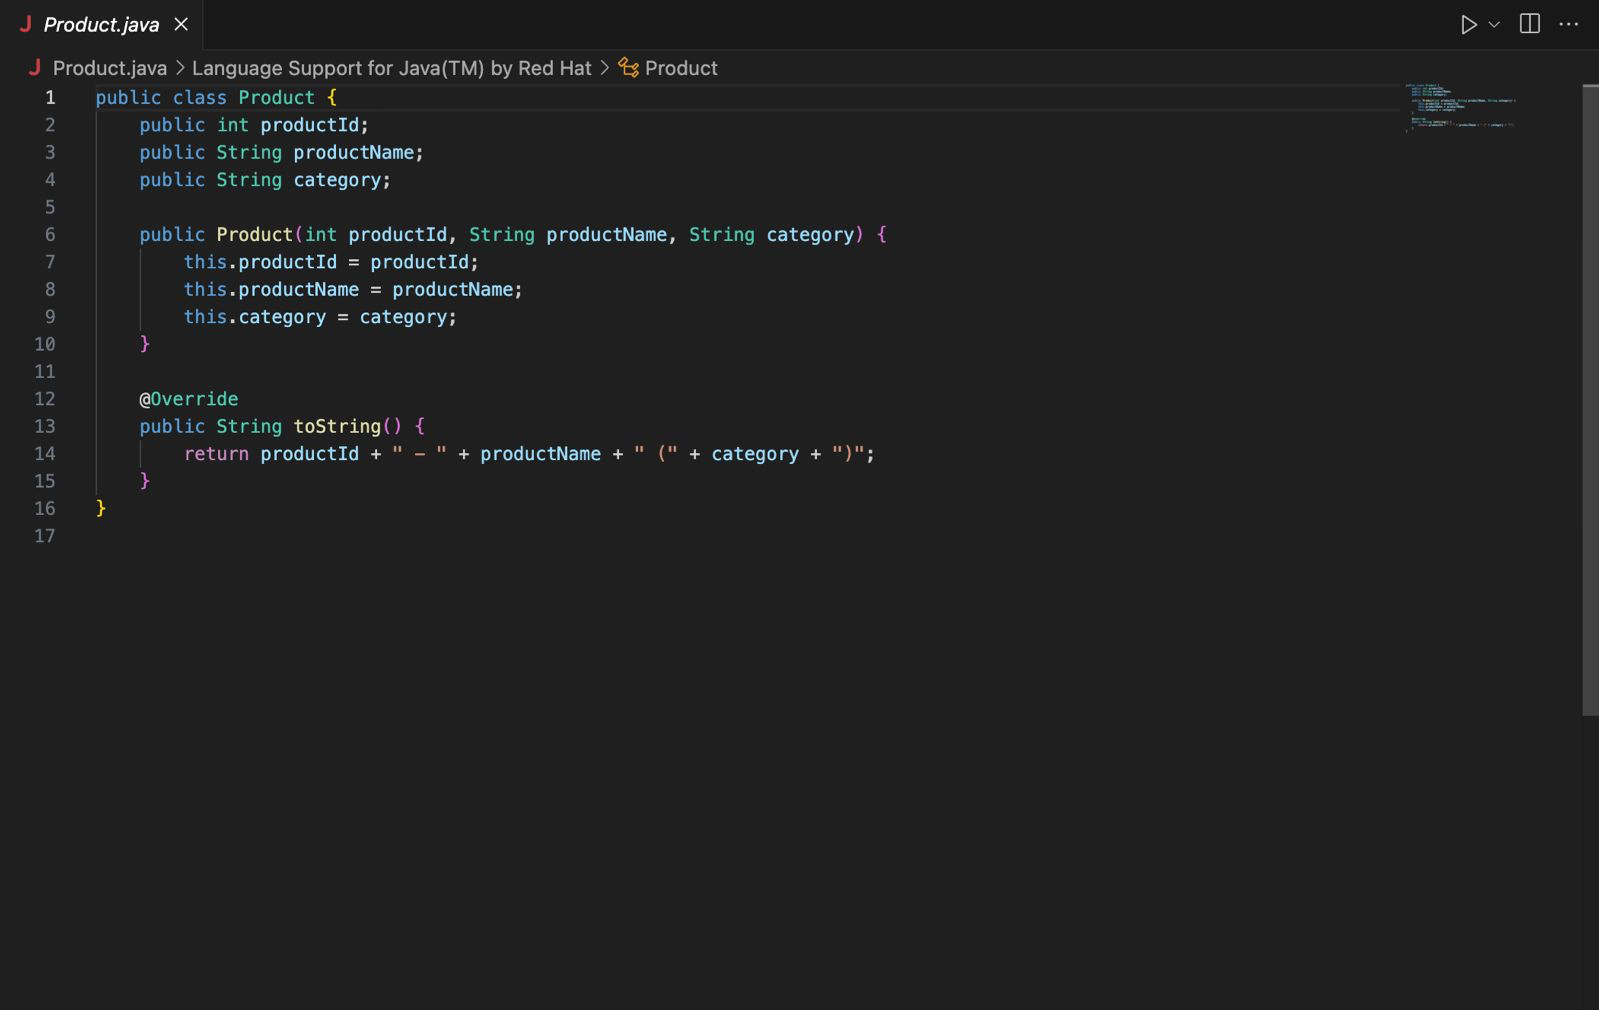 Product.java
Product.java > Language Support for Java(TM) by Red Hat > Product
1 public class Product {
2     public int productId;
3     public String productName;
4     public String category;
5
6     public Product(int productId, String productName, String category) {
7         this.productId = productId;
8         this.productName = productName;
9         this.category = category;
10     }
11
12     @Override
13     public String toString() {
14         return productId + " - " + productName + " (" + category + ")";
15     }
16 }
17